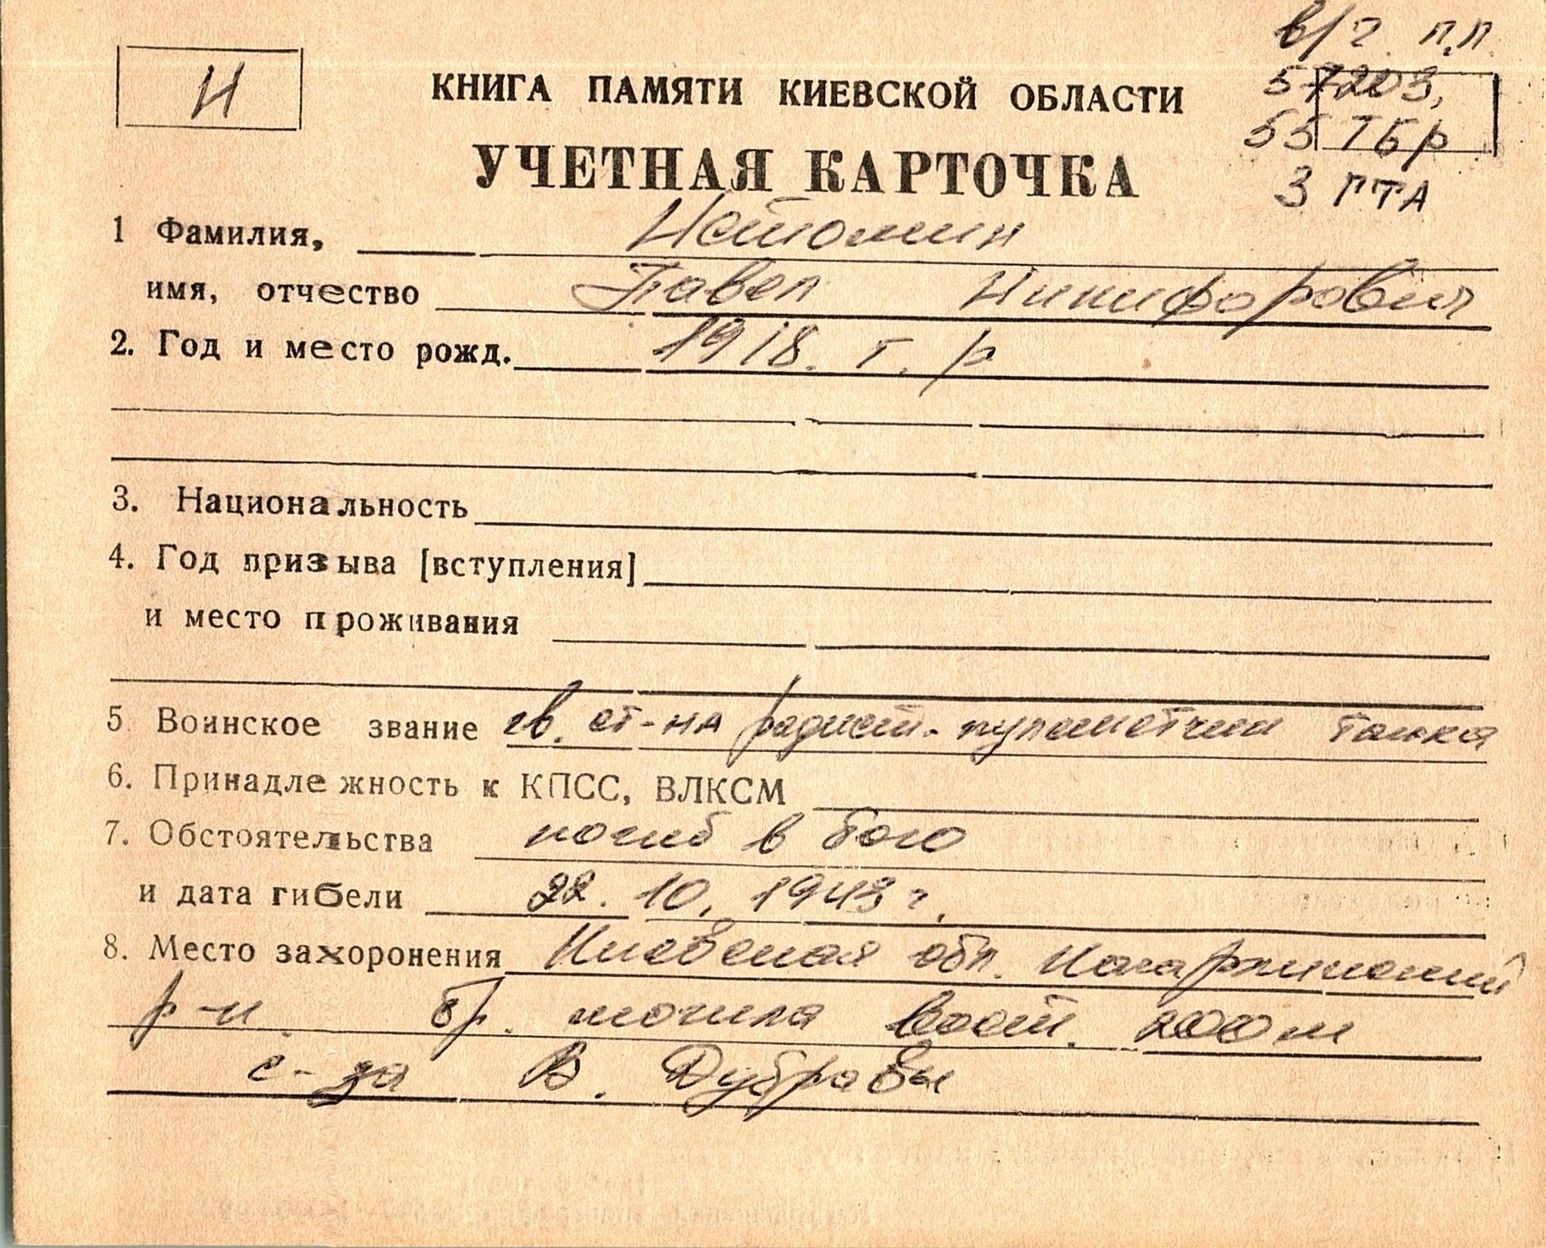 в/ч п.п
57203,
55 ТБр
3 ГТА
И
КНИГА ПАМЯТИ КИЕВСКОЙ ОБЛАСТИ
УЧЕТНАЯ КАРТОЧКА
1 Фамилия, Истомин
имя, отчество Павел Никифорович
2. Год и место рожд. 1918. г. р
3. Национальность
4. Год призыва [вступления]
и место проживания
5 Воинское звание гв. ст-на радист-пулеметчик танка
6. Принадлежность к КПСС, ВЛКСМ
7. Обстоятельства погиб в бою
и дата гибели 22. 10. 1943 г.
8. Место захоронения Киевская обл. Кагарлыкский
р-н. бр. могила вост. 200 м
с-за В. Дубравы